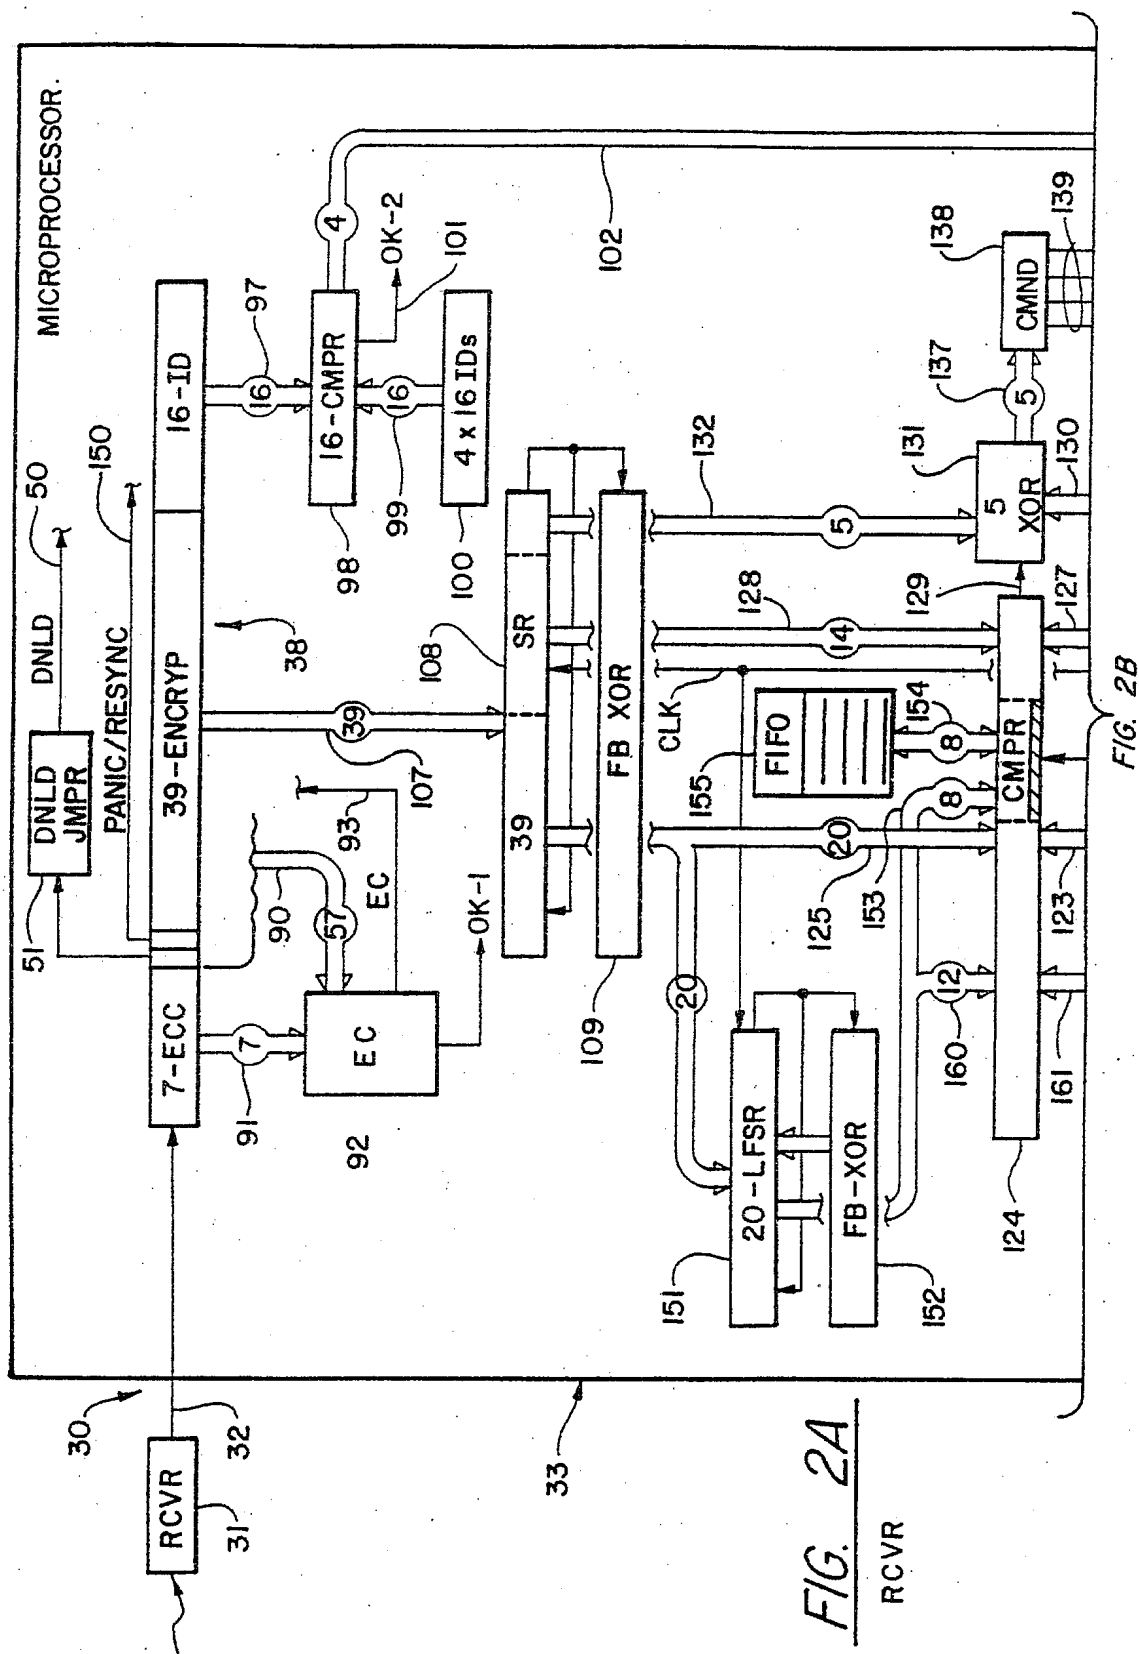 MICROPROCESSOR.
50
DNLD
150
DNLD
JMPR
PANIC/RESYNC
51
7-ECC
39-ENCRYP
16-ID
30
RCVR
32
31
38
97
16
4
7
91
90
57
93
EC
107
39
98
16-CMPR
OK-2
101
EC
92
OK-1
99
16
100
4 x 16 IDs
102
108
39
SR
109
FB XOR
132
20
CLK
128
155
FIFO
151
20-LFSR
125
20
14
5
153
154
152
FB-XOR
160
12
8
8
129
131
137
138
124
CMPR
5
XOR
5
CMND
161
123
127
130
139
33
FIG. 2A
RCVR
FIG. 2B